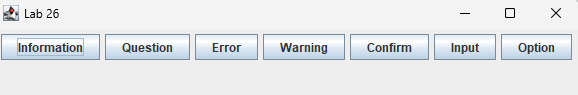 Lab 26
Information Question Error Warning Confirm Input Option